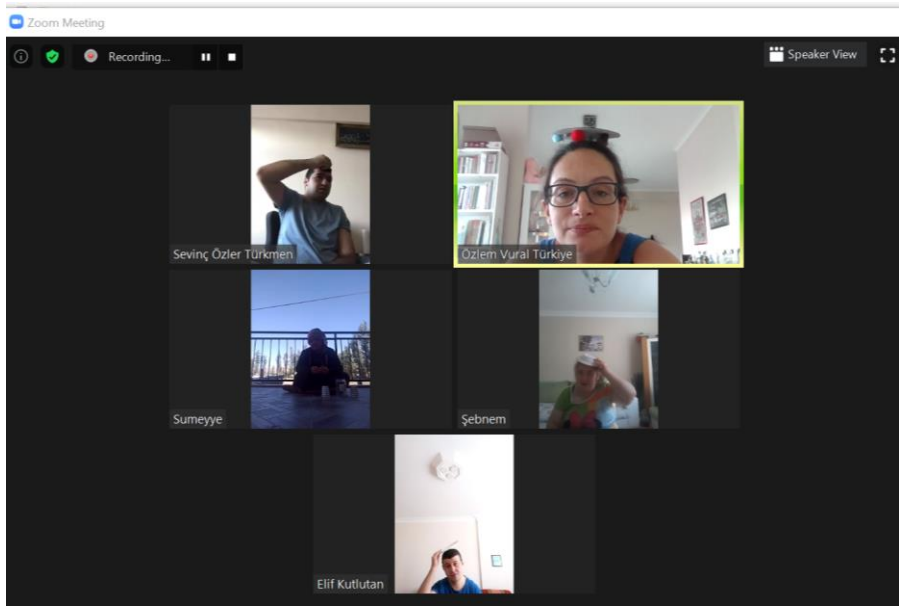 Zoom Meeting
Recording...
Speaker View
Sevinç Özler Türkmen
Özlem Vural Türkiye
Sumeyye
Şebnem
Elif Kutlutan